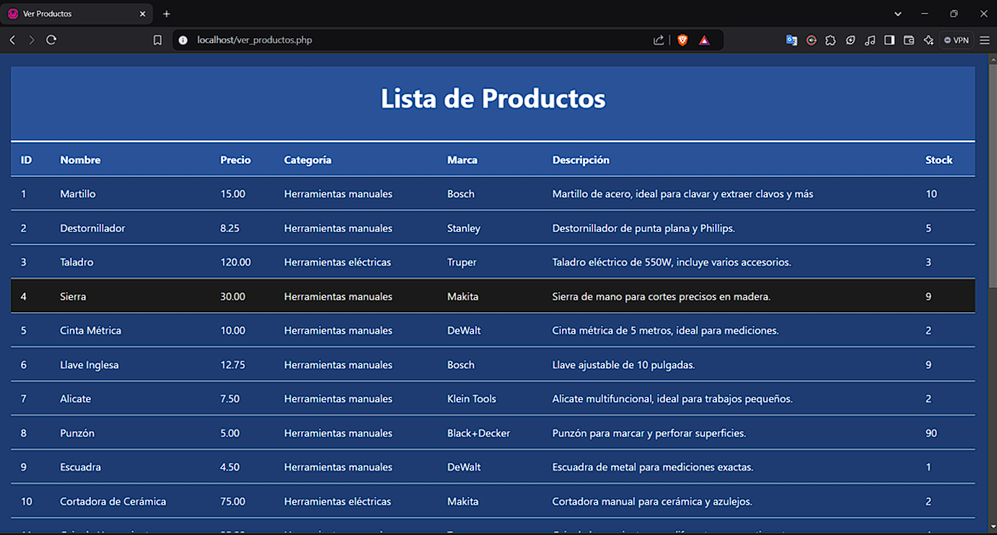 Ver Productos
localhost/ver_productos.php
VPN
Lista de Productos
ID Nombre Precio Categoría Marca Descripción Stock
1 Martillo 15.00 Herramientas manuales Bosch Martillo de acero, ideal para clavar y extraer clavos y más 10
2 Destornillador 8.25 Herramientas manuales Stanley Destornillador de punta plana y Phillips. 5
3 Taladro 120.00 Herramientas eléctricas Truper Taladro eléctrico de 550W, incluye varios accesorios. 3
4 Sierra 30.00 Herramientas manuales Makita Sierra de mano para cortes precisos en madera. 9
5 Cinta Métrica 10.00 Herramientas manuales DeWalt Cinta métrica de 5 metros, ideal para mediciones. 2
6 Llave Inglesa 12.75 Herramientas manuales Bosch Llave ajustable de 10 pulgadas. 9
7 Alicate 7.50 Herramientas manuales Klein Tools Alicate multifuncional, ideal para trabajos pequeños. 2
8 Punzón 5.00 Herramientas manuales Black+Decker Punzón para marcar y perforar superficies. 90
9 Escuadra 4.50 Herramientas manuales DeWalt Escuadra de metal para mediciones exactas. 1
10 Cortadora de Cerámica 75.00 Herramientas eléctricas Makita Cortadora manual para cerámica y azulejos. 2